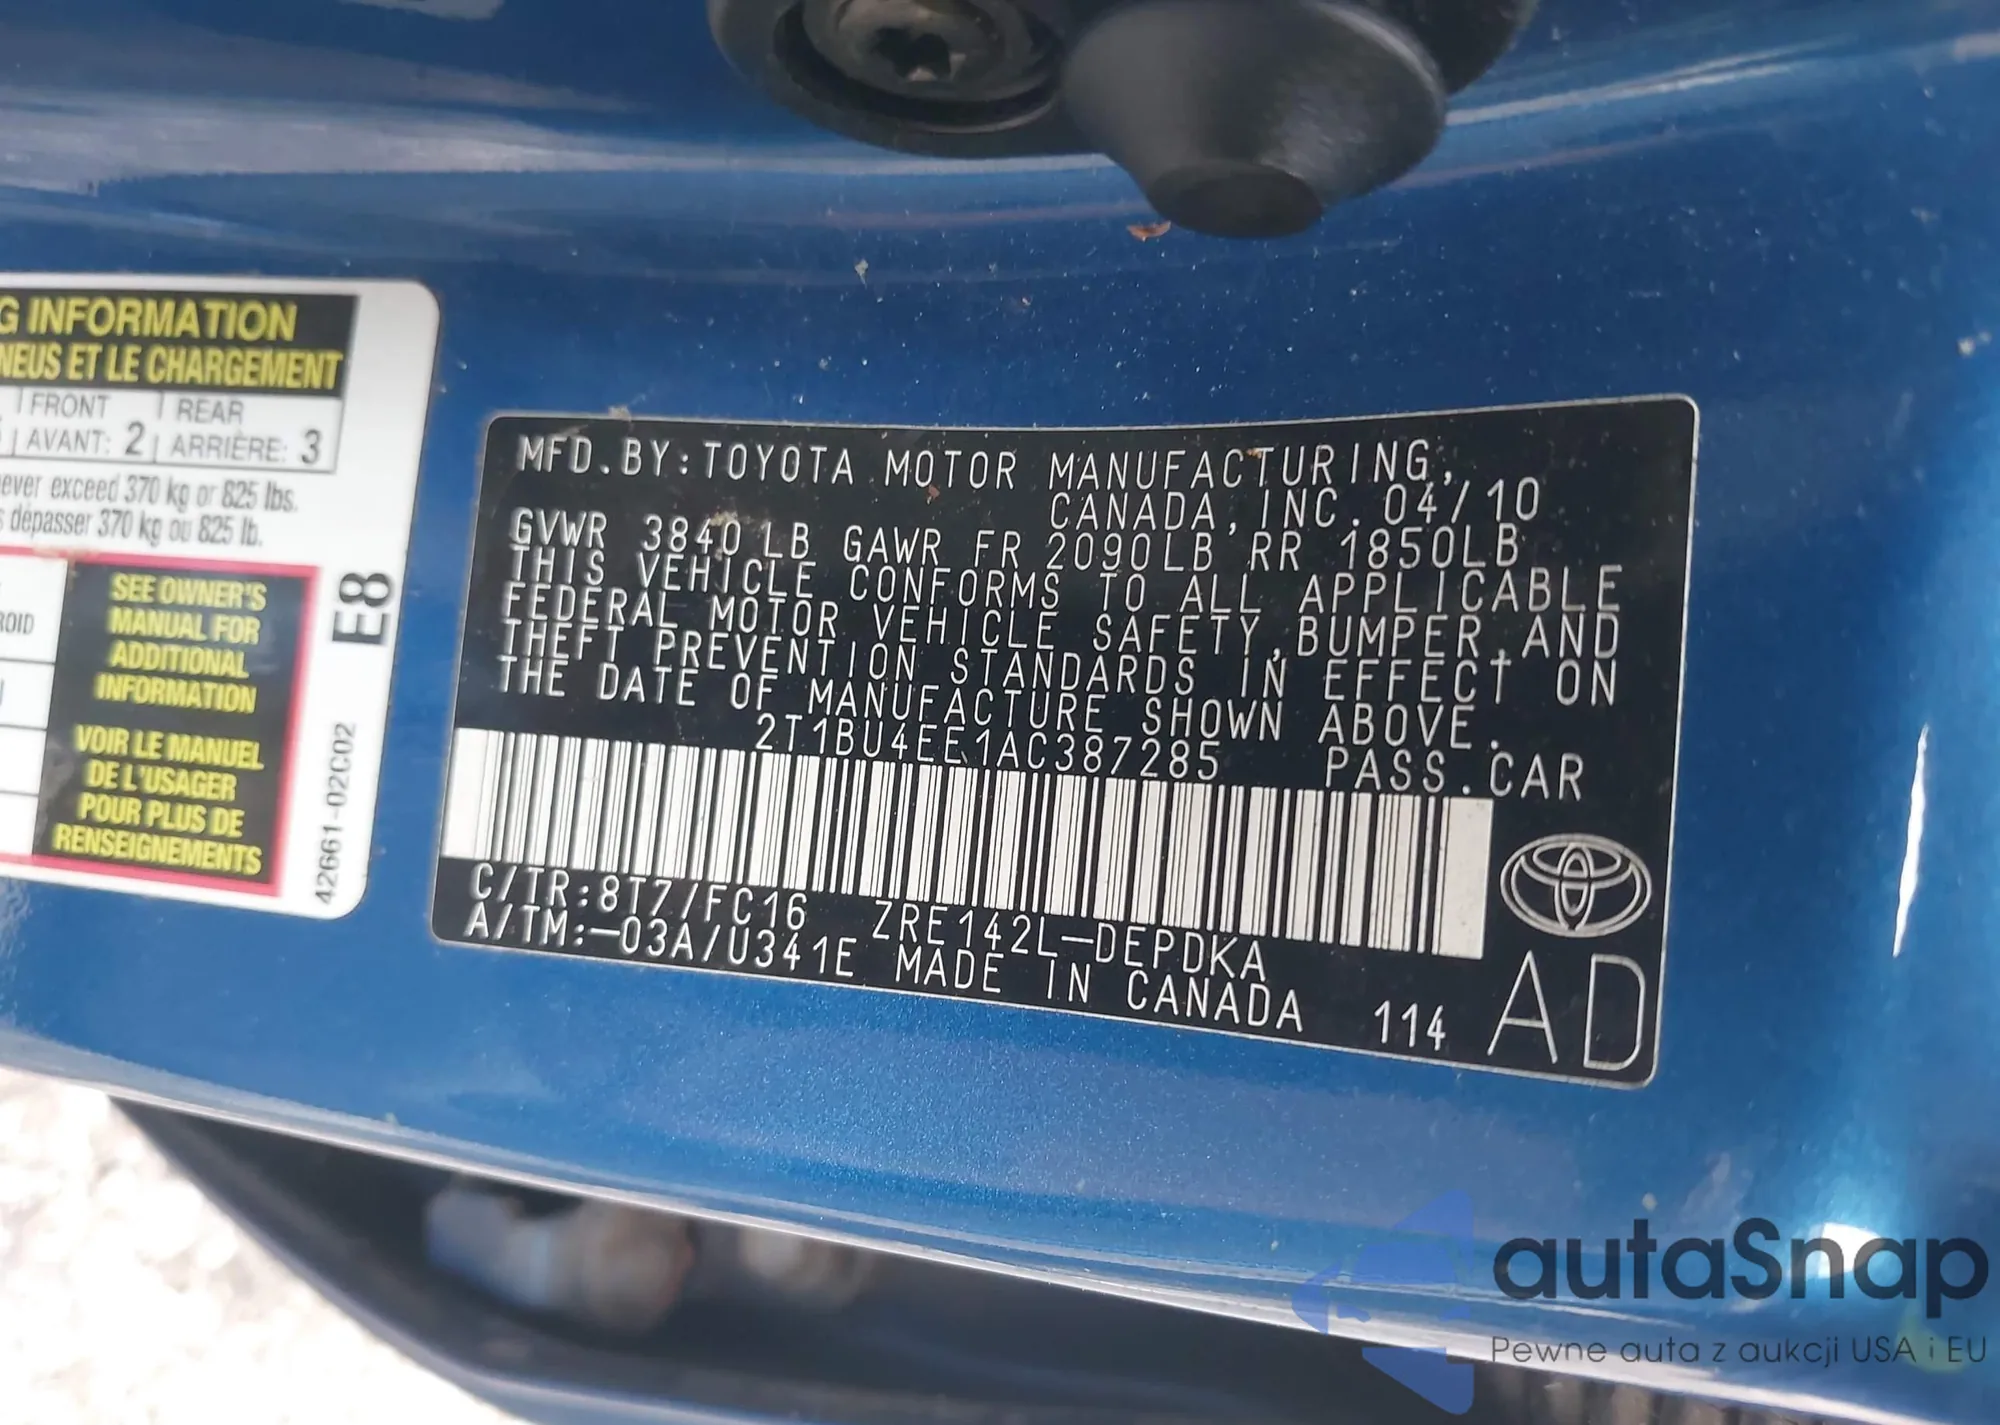 G INFORMATION
NEUS ET LE CHARGEMENT
FRONT REAR
AVANT: 2 ARRIÈRE: 3
ever exceed 370 kg or 825 lbs.
s dépasser 370 kg ou 825 lb.
SEE OWNER'S
MANUAL FOR
ADDITIONAL
INFORMATION
VOIR LE MANUEL
DE L'USAGER
POUR PLUS DE
RENSEIGNEMENTS
E8
42661-02C02
MFD.BY:TOYOTA MOTOR MANUFACTURING,
CANADA, INC. 04/10
GVWR 3840 LB GAWR FR 2090LB RR 1850LB
THIS VEHICLE CONFORMS TO ALL APPLICABLE
FEDERAL MOTOR VEHICLE SAFETY,BUMPER,AND
THEFT PREVENTION STANDARDS IN EFFECT ON
THE DATE OF MANUFACTURE SHOWN ABOVE.
2T1BU4EE1AC387285 PASS.CAR
C/TR:8T7/FC16 ZRE142L-DEPDKA
A/TM:-03A/U341E MADE IN CANADA 114
AD
autaSnap
Pewne auta z aukcji USA i EU